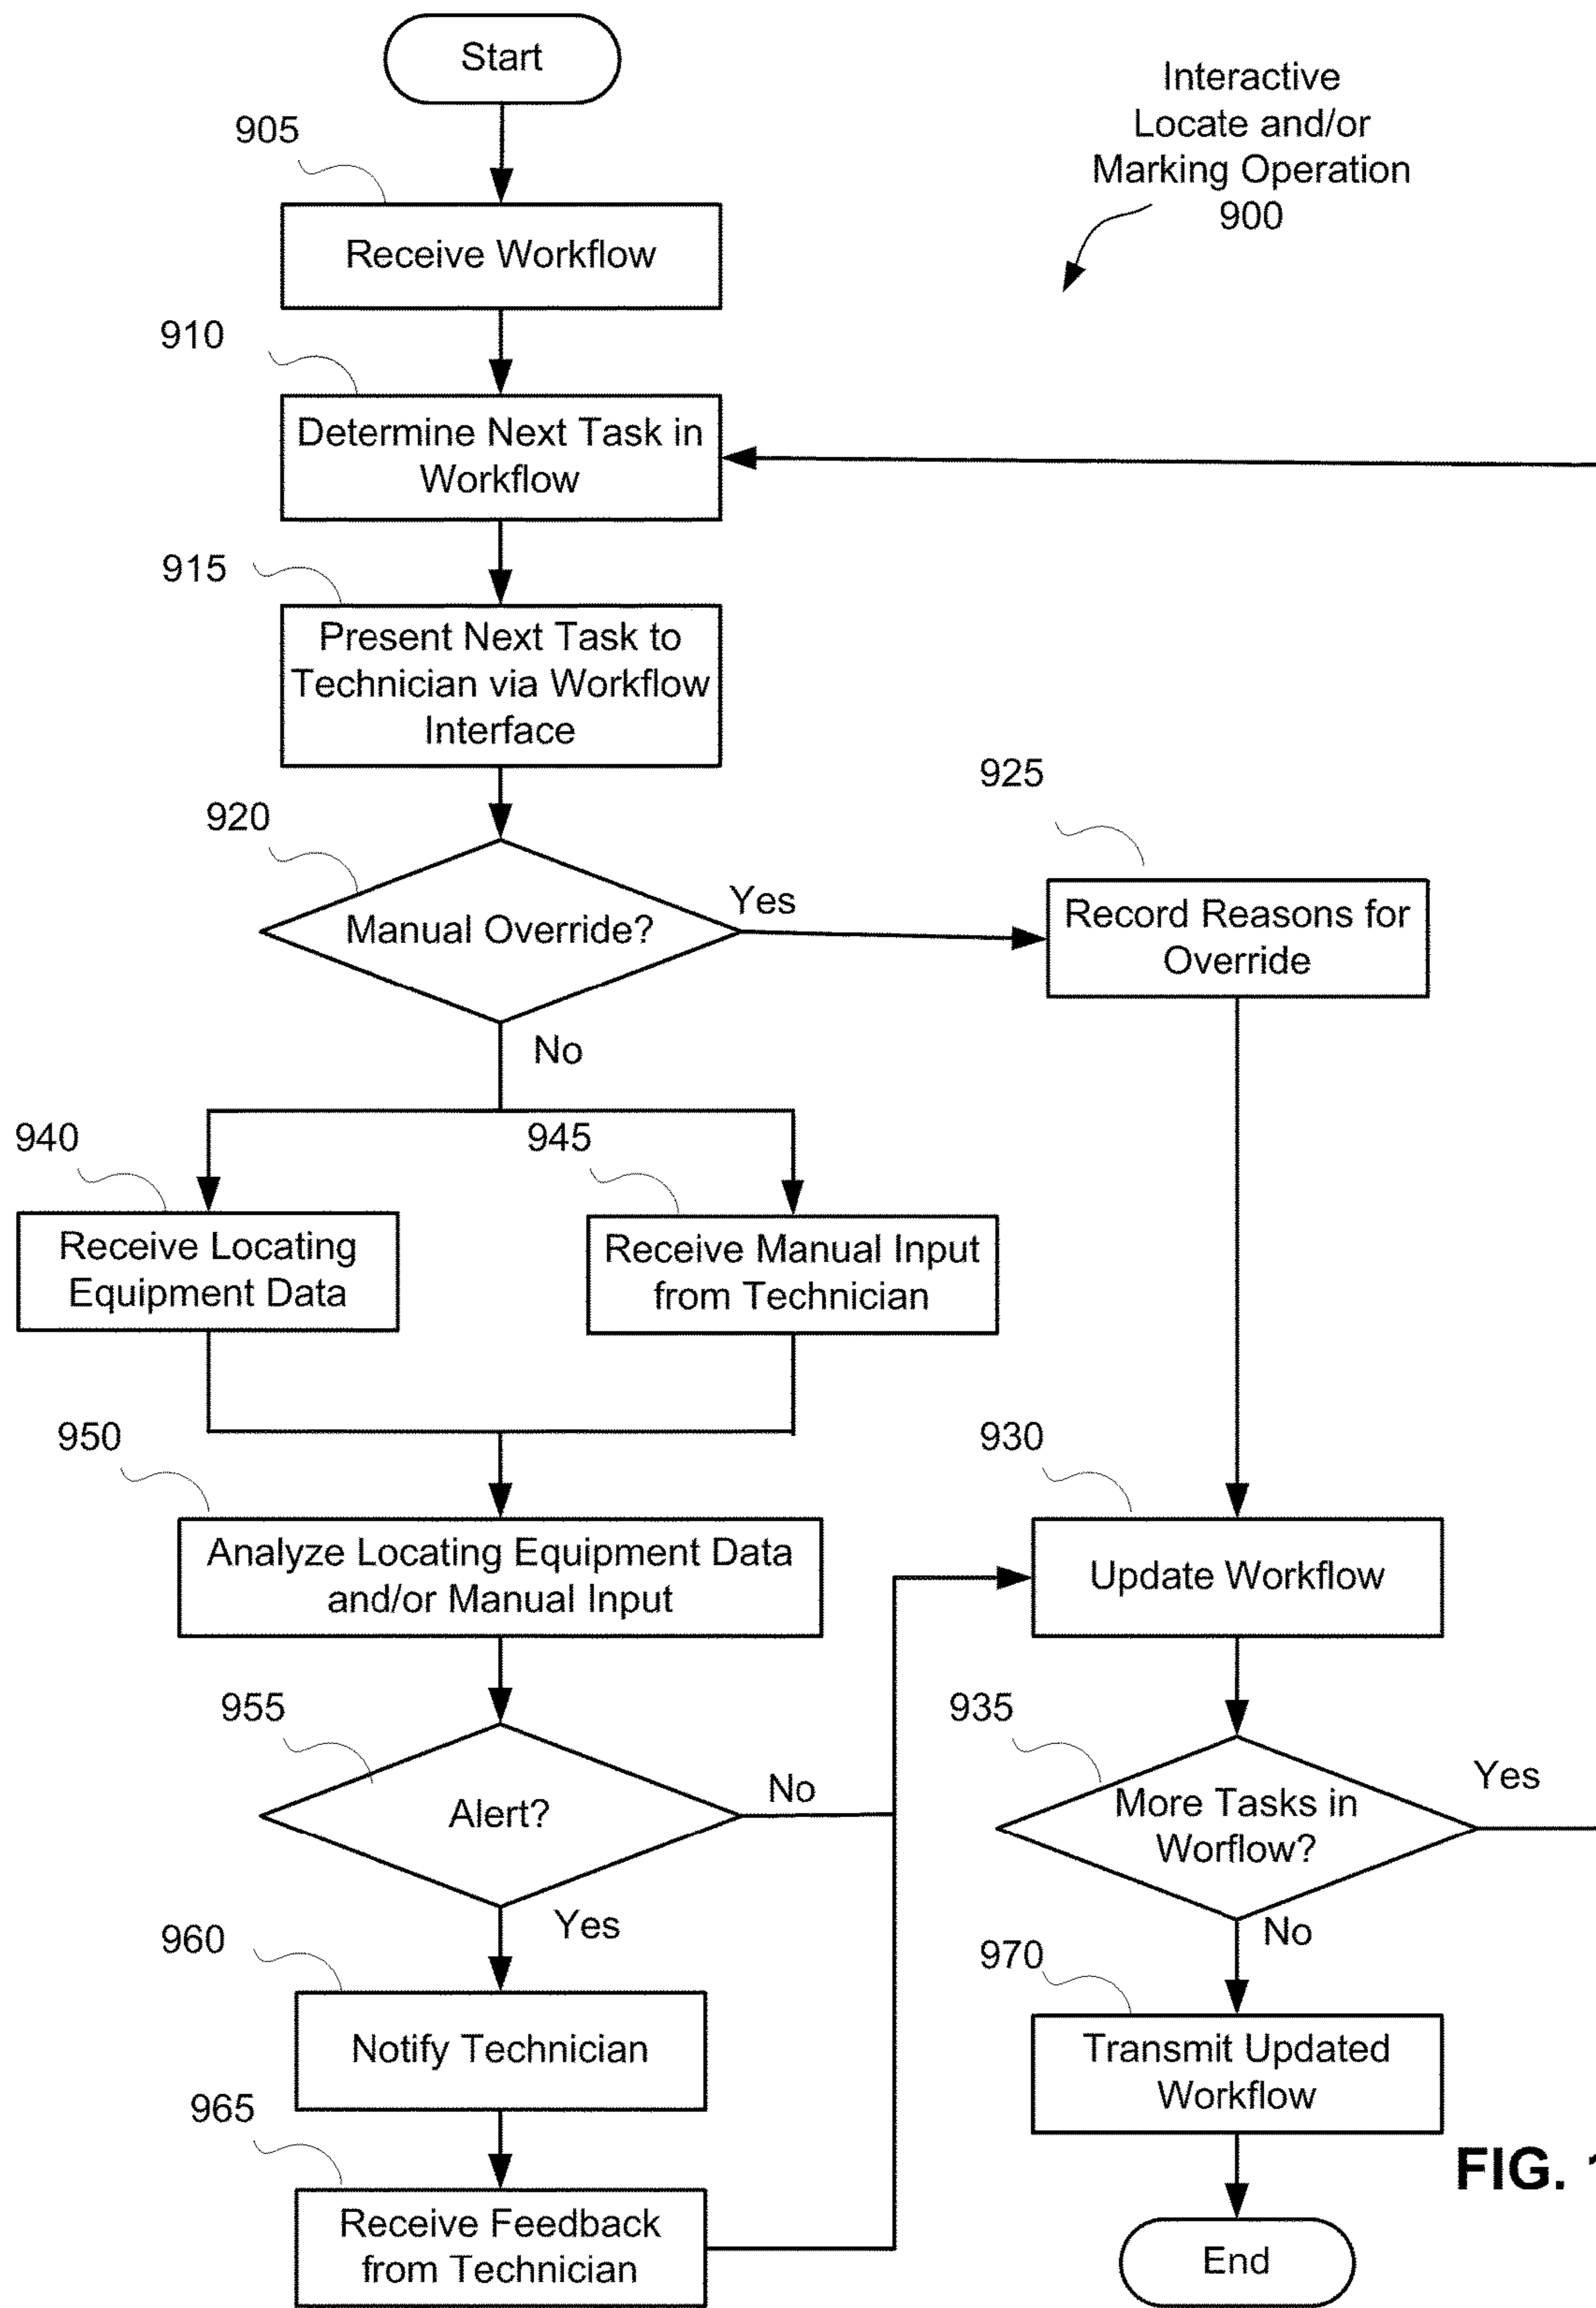 Start
Interactive
Locate and/or
Marking Operation
900
905
Receive Workflow
910
Determine Next Task in
Workflow
915
Present Next Task to
Technician via Workflow
Interface
920
Manual Override?
Yes
925
Record Reasons for
Override
No
940
Receive Locating
Equipment Data
945
Receive Manual Input
from Technician
950
Analyze Locating Equipment Data
and/or Manual Input
930
Update Workflow
955
Alert?
No
Yes
935
More Tasks in
Worflow?
Yes
No
960
Notify Technician
970
Transmit Updated
Workflow
965
Receive Feedback
from Technician
End
FIG.